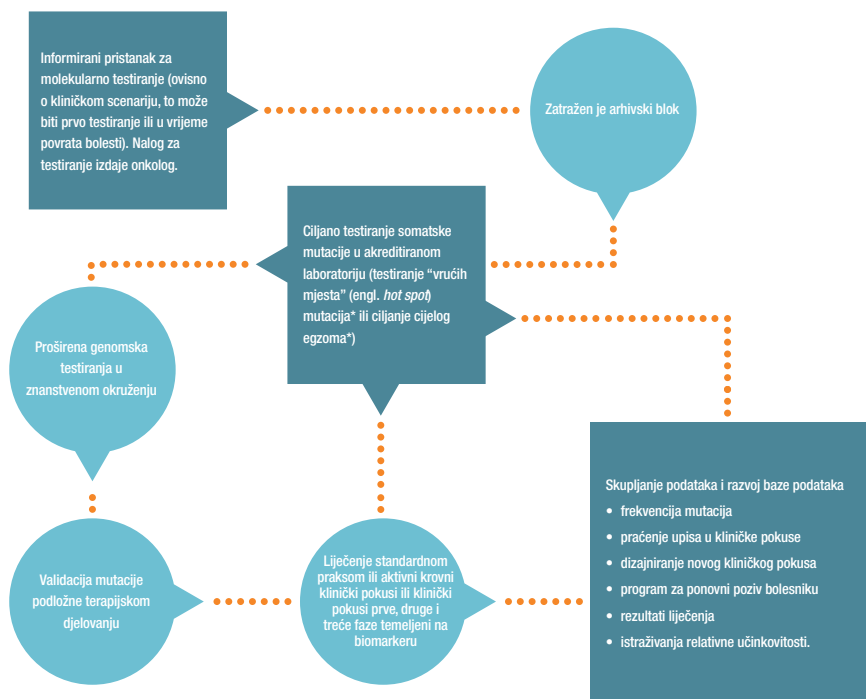 Informirani pristanak za
molekularno testiranje (ovisno
o kliničkom scenariju, to može
biti prvo testiranje ili u vrijeme
povrata bolesti). Nalog za
testiranje izdaje onkolog.
Zatražen je arhivski blok
Ciljano testiranje somatske
mutacije u akreditiranom
laboratoriju (testiranje “vrućih
mjesta” (engl. hot spot)
mutacija* ili ciljanje cijelog
egzoma*)
Proširena genomska
testiranja u
znanstvenom okruženju
Validacija mutacije
podložne terapijskom
djelovanju
Liječenje standardnom
praksom ili aktivni krovni
klinički pokusi ili klinički
pokusi prve, druge i
treće faze temeljeni na
biomarkeru
Skupljanje podataka i razvoj baze podataka
• frekvencija mutacija
• praćenje upisa u kliničke pokuse
• dizajniranje novog kliničkog pokusa
• program za ponovni poziv bolesniku
• rezultati liječenja
• istraživanja relativne učinkovitosti.